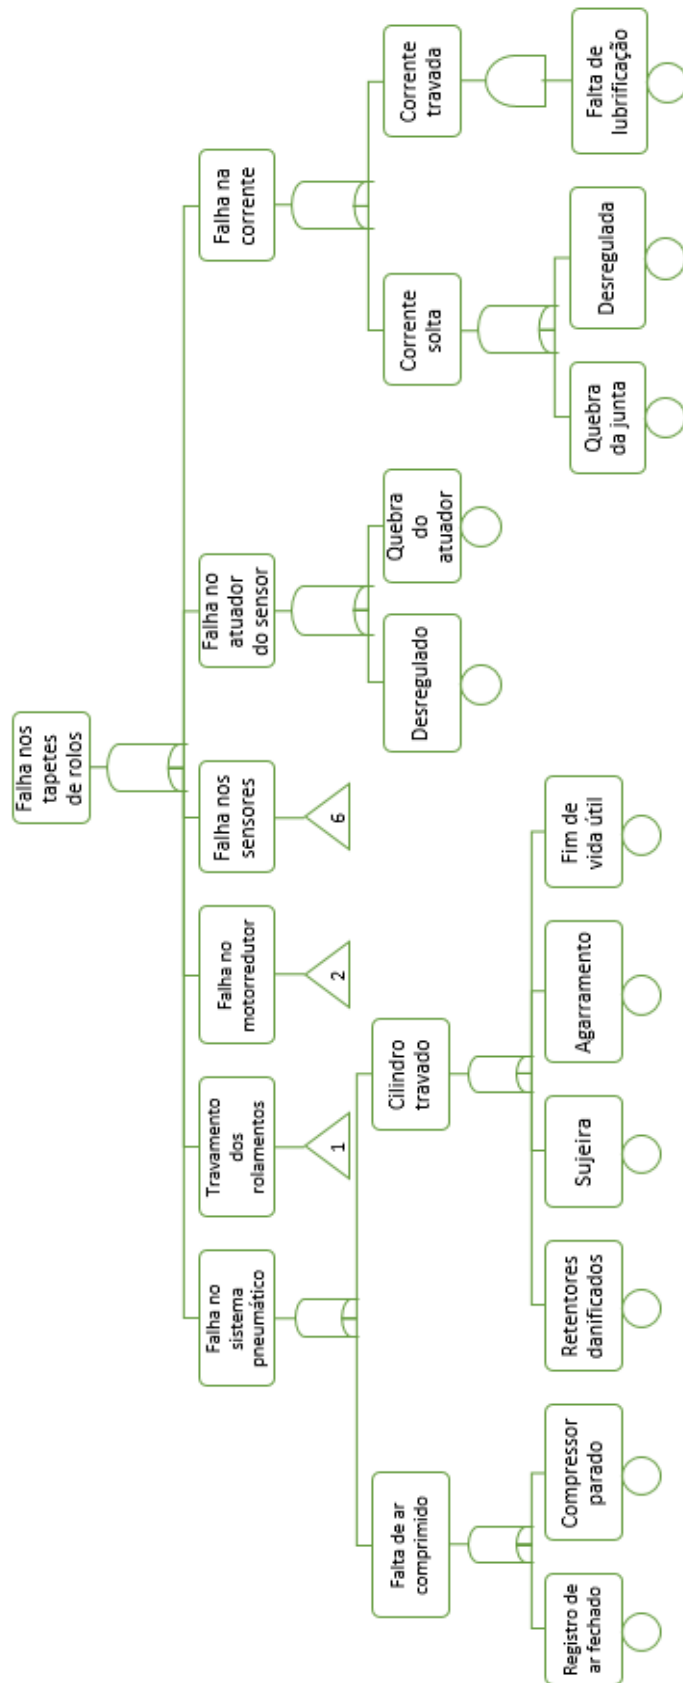 Falha nos
tapetes
de rolos
Falha no
sistema
pneumático
Travamento
dos
rolamentos
Falha no
motorredutor
Falha nos
sensores
Falha no
atuador
do sensor
Falha na
corrente
1
2
6
Falta de ar
comprimido
Cilindro
travado
Desregulado
Quebra
do
atuador
Corrente
solta
Corrente
travada
Registro de
ar fechado
Compressor
parado
Retentores
danificados
Sujeira
Agarramento
Fim de
vida útil
Quebra
da junta
Desregulada
Falta de
lubrificação